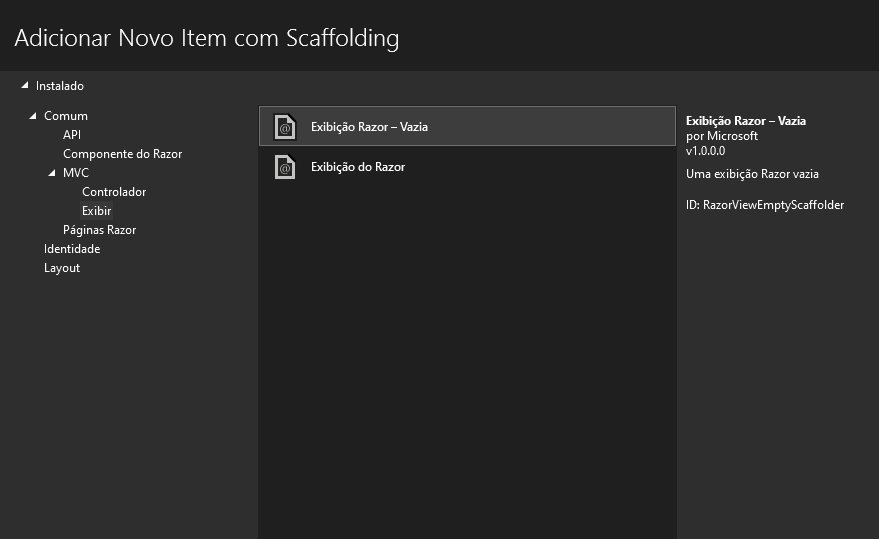 Adicionar Novo Item com Scaffolding
Instalado
Comum
API
Componente do Razor
MVC
Controlador
Exibir
Páginas Razor
Identidade
Layout
Exibição Razor – Vazia
Exibição do Razor
Exibição Razor – Vazia
por Microsoft
v1.0.0.0
Uma exibição Razor vazia
ID: RazorViewEmptyScaffolder